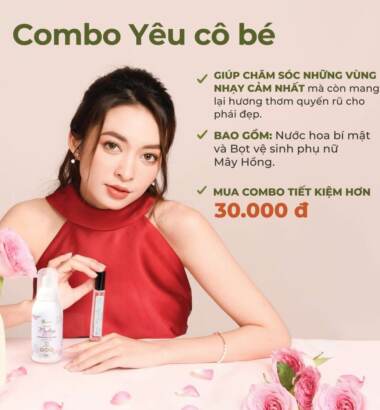 Combo Yêu cô bé
GIÚP CHĂM SÓC NHỮNG VÙNG
NHẠY CẢM NHẤT mà còn mang
lại hương thơm quyến rũ cho
phái đẹp.
BAO GỒM: Nước hoa bí mật
và Bọt vệ sinh phụ nữ
Mây Hồng.
MUA COMBO TIẾT KIỆM HƠN
30.000 đ